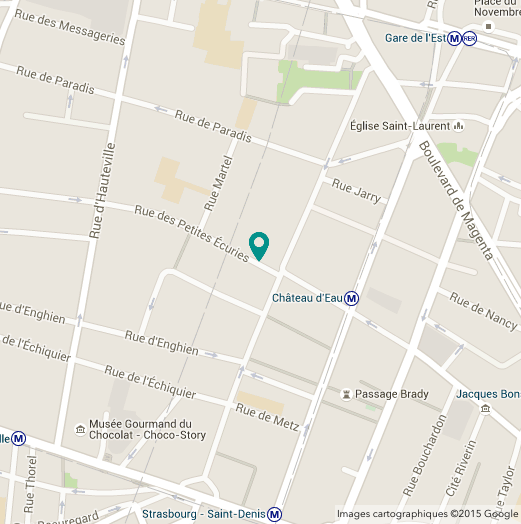 Place du
Novembre
Rue des Messageries
Gare de l'Est M RER
Rue de Paradis
Rue de Paradis
Église Saint-Laurent
Boulevard de Magenta
Rue d'Hauteville
Rue Martel
Rue Jarry
Rue des Petites Écuries
Château d'Eau M
Rue de Nancy
Rue d'Enghien
Rue d'Enghien
de l'Échiquier
Rue de l'Échiquier
Passage Brady
Jacques Bons
Rue de Metz
Musée Gourmand du
Chocolat - Choco-Story
lle M
Rue Bouchardon
Cité Riverin
Rue Taylor
Rue Thorel
Beauregard
Strasbourg - Saint-Denis M
Images cartographiques ©2015 Google